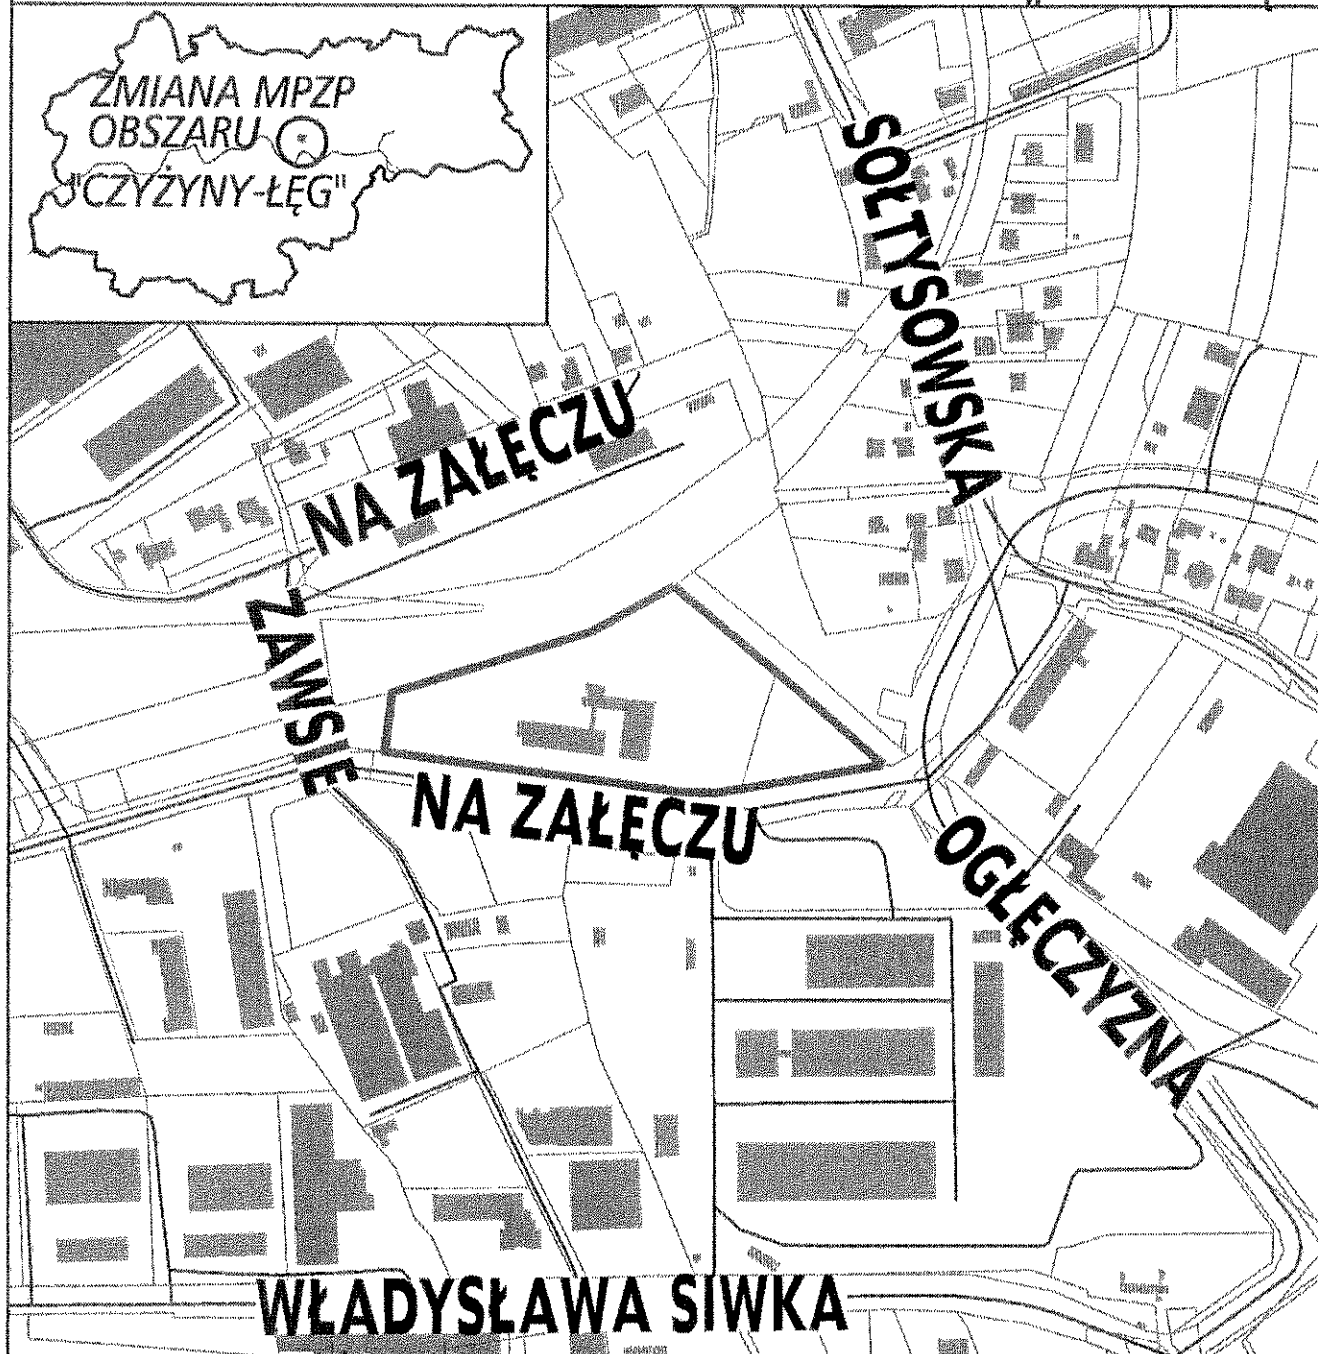 ZMIANA MPZP
OBSZARU
"CZYŻYNY-ŁĘG"
SOŁTYSOWSKA
NA ZAŁĘCZU
ZAWSIE
NA ZAŁĘCZU
OGŁĘCZYZNA
WŁADYSŁAWA SIWKA